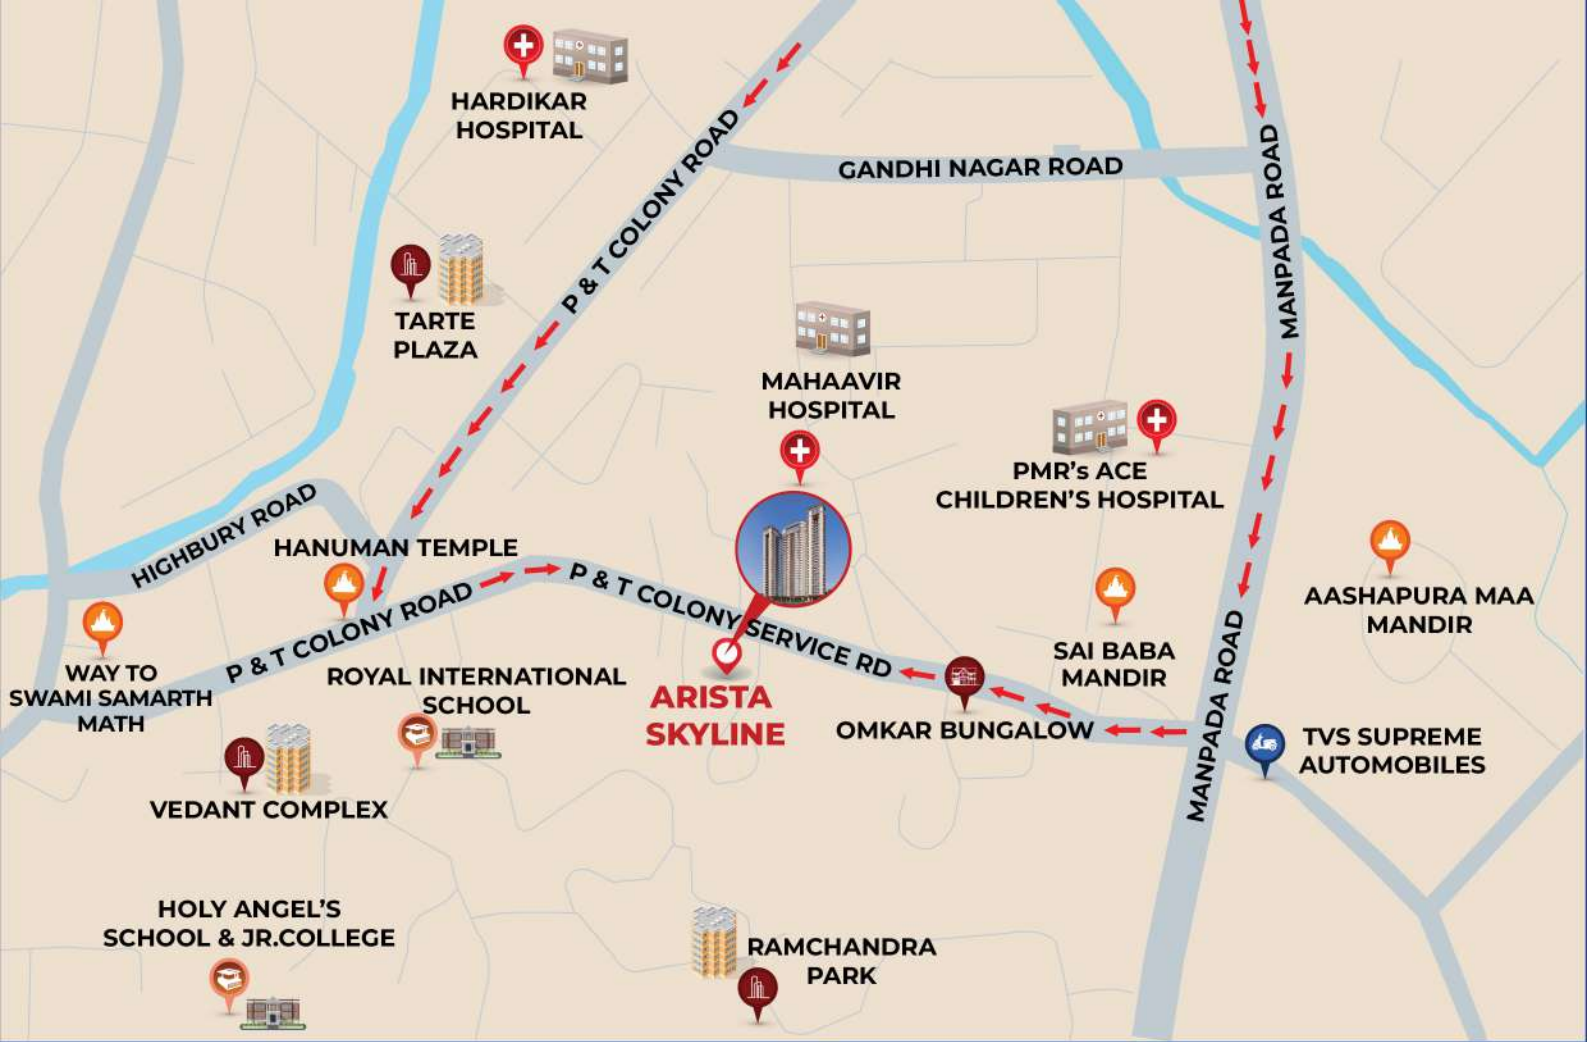 HARDIKAR
HOSPITAL
P & T COLONY ROAD
GANDHI NAGAR ROAD
MANPADA ROAD
MANPADA ROAD
TARTE
PLAZA
MAHAAVIR
HOSPITAL
PMR's ACE
CHILDREN'S HOSPITAL
HIGHBURY ROAD
HANUMAN TEMPLE
P & T COLONY ROAD
P & T COLONY SERVICE RD
AASHAPURA MAA
MANDIR
WAY TO
SWAMI SAMARTH
MATH
ROYAL INTERNATIONAL
SCHOOL
ARISTA
SKYLINE
SAI BABA
MANDIR
OMKAR BUNGALOW
MANPADA ROAD
TVS SUPREME
AUTOMOBILES
VEDANT COMPLEX
HOLY ANGEL'S
SCHOOL & JR.COLLEGE
RAMCHANDRA
PARK